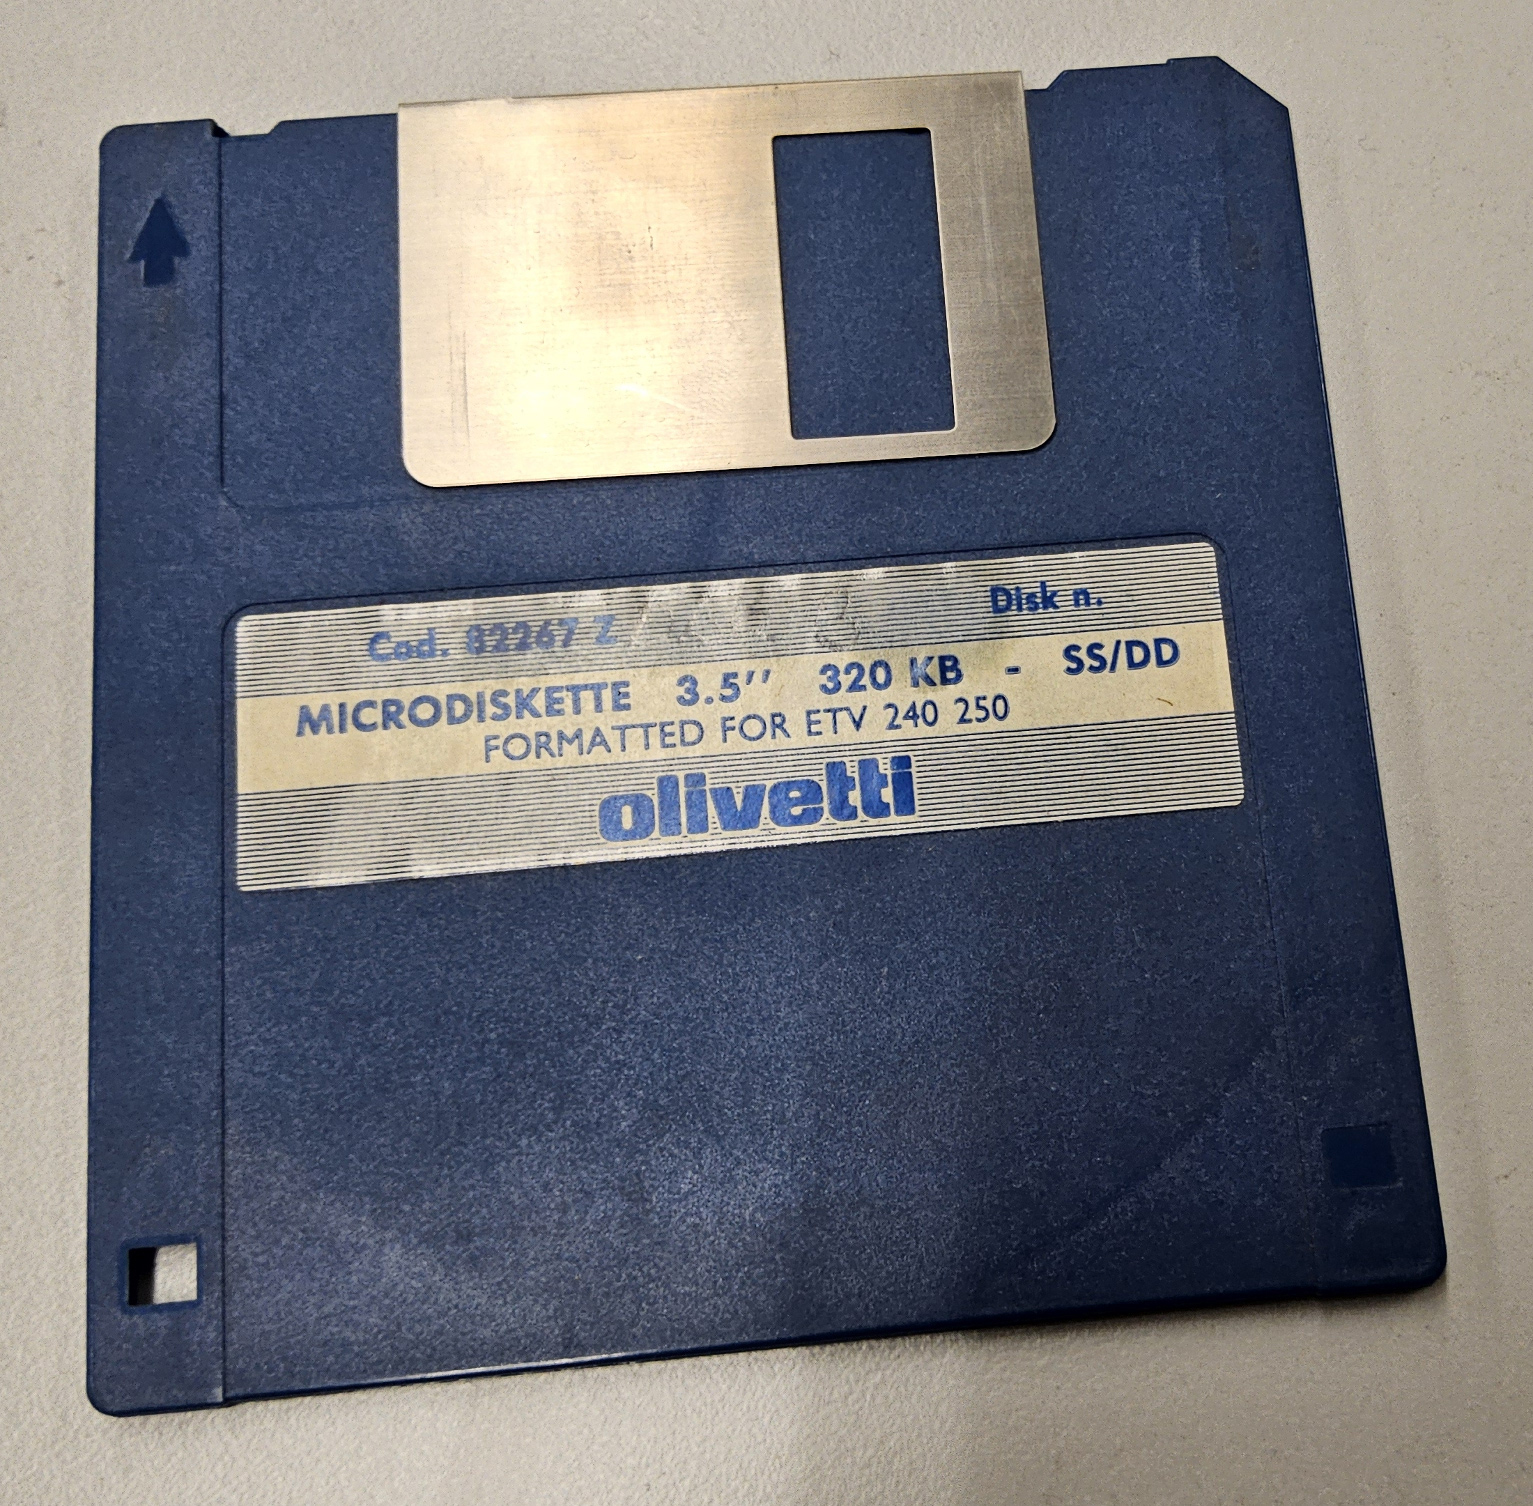 Cod. 82267 Z Disk n.
MICRODISKETTE 3.5’’ 320 KB - SS/DD
FORMATTED FOR ETV 240 250
olivetti